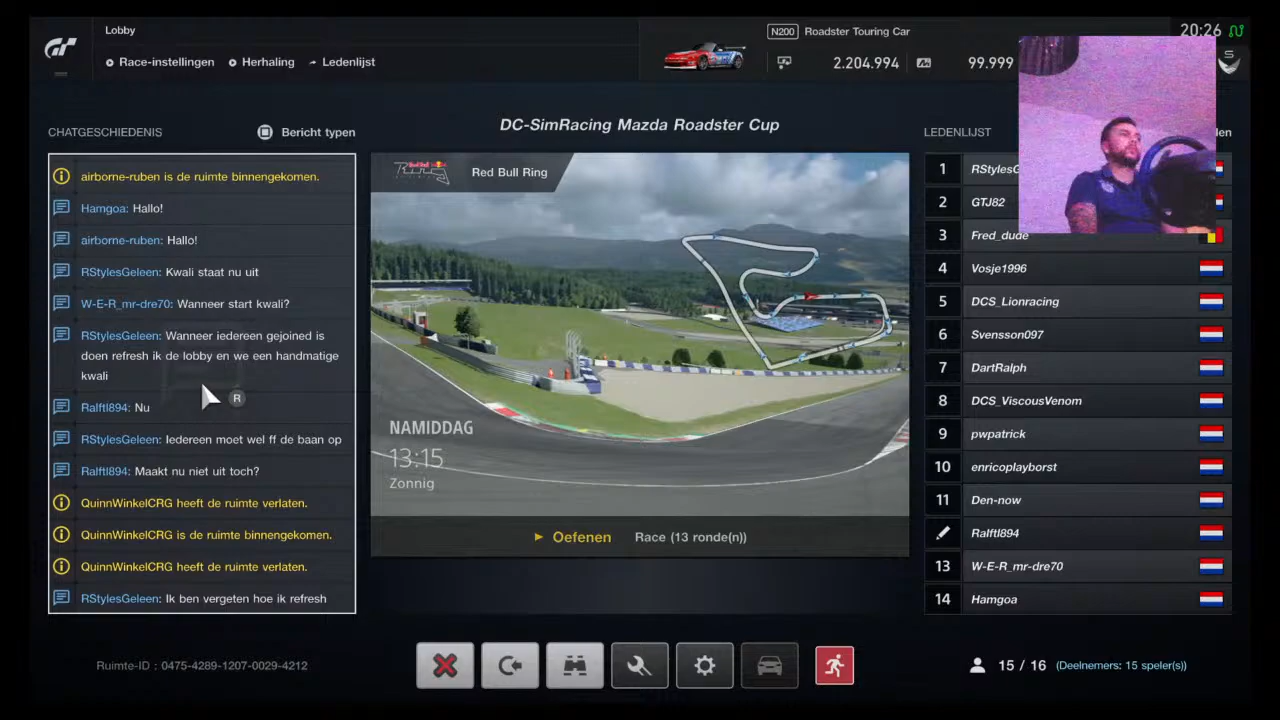 Lobby
N200 Roadster Touring Car
20:26
Race-instellingen Herhaling Ledenlijst
2.204.994 99.999
S
CHATGESCHIEDENIS Bericht typen
DC-SimRacing Mazda Roadster Cup
LEDENLIJST
Red Bull Ring
airborne-ruben is de ruimte binnengekomen.
Hamgoa: Hallo!
airborne-ruben: Hallo!
RStylesGeleen: Kwali staat nu uit
W-E-R_mr-dre70: Wanneer start kwali?
RStylesGeleen: Wanneer iedereen gejoined is
doen refresh ik de lobby en we een handmatige
kwali
R
Ralftl894: Nu
RStylesGeleen: Iedereen moet wel ff de baan op
Ralftl894: Maakt nu niet uit toch?
QuinnWinkelCRG heeft de ruimte verlaten.
QuinnWinkelCRG is de ruimte binnengekomen.
QuinnWinkelCRG heeft de ruimte verlaten.
RStylesGeleen: Ik ben vergeten hoe ik refresh
NAMIDDAG
13:15
Zonnig
Oefenen Race (13 ronde(n))
1 RStylesG
2 GTJ82
3 Fred_dude
4 Vosje1996
5 DCS_Lionracing
6 Svensson097
7 DartRalph
8 DCS_ViscousVenom
9 pwpatrick
10 enricoplayborst
11 Den-now
Ralftl894
13 W-E-R_mr-dre70
14 Hamgoa
Ruimte-ID : 0475-4289-1207-0029-4212
15 / 16 (Deelnemers: 15 speler(s))